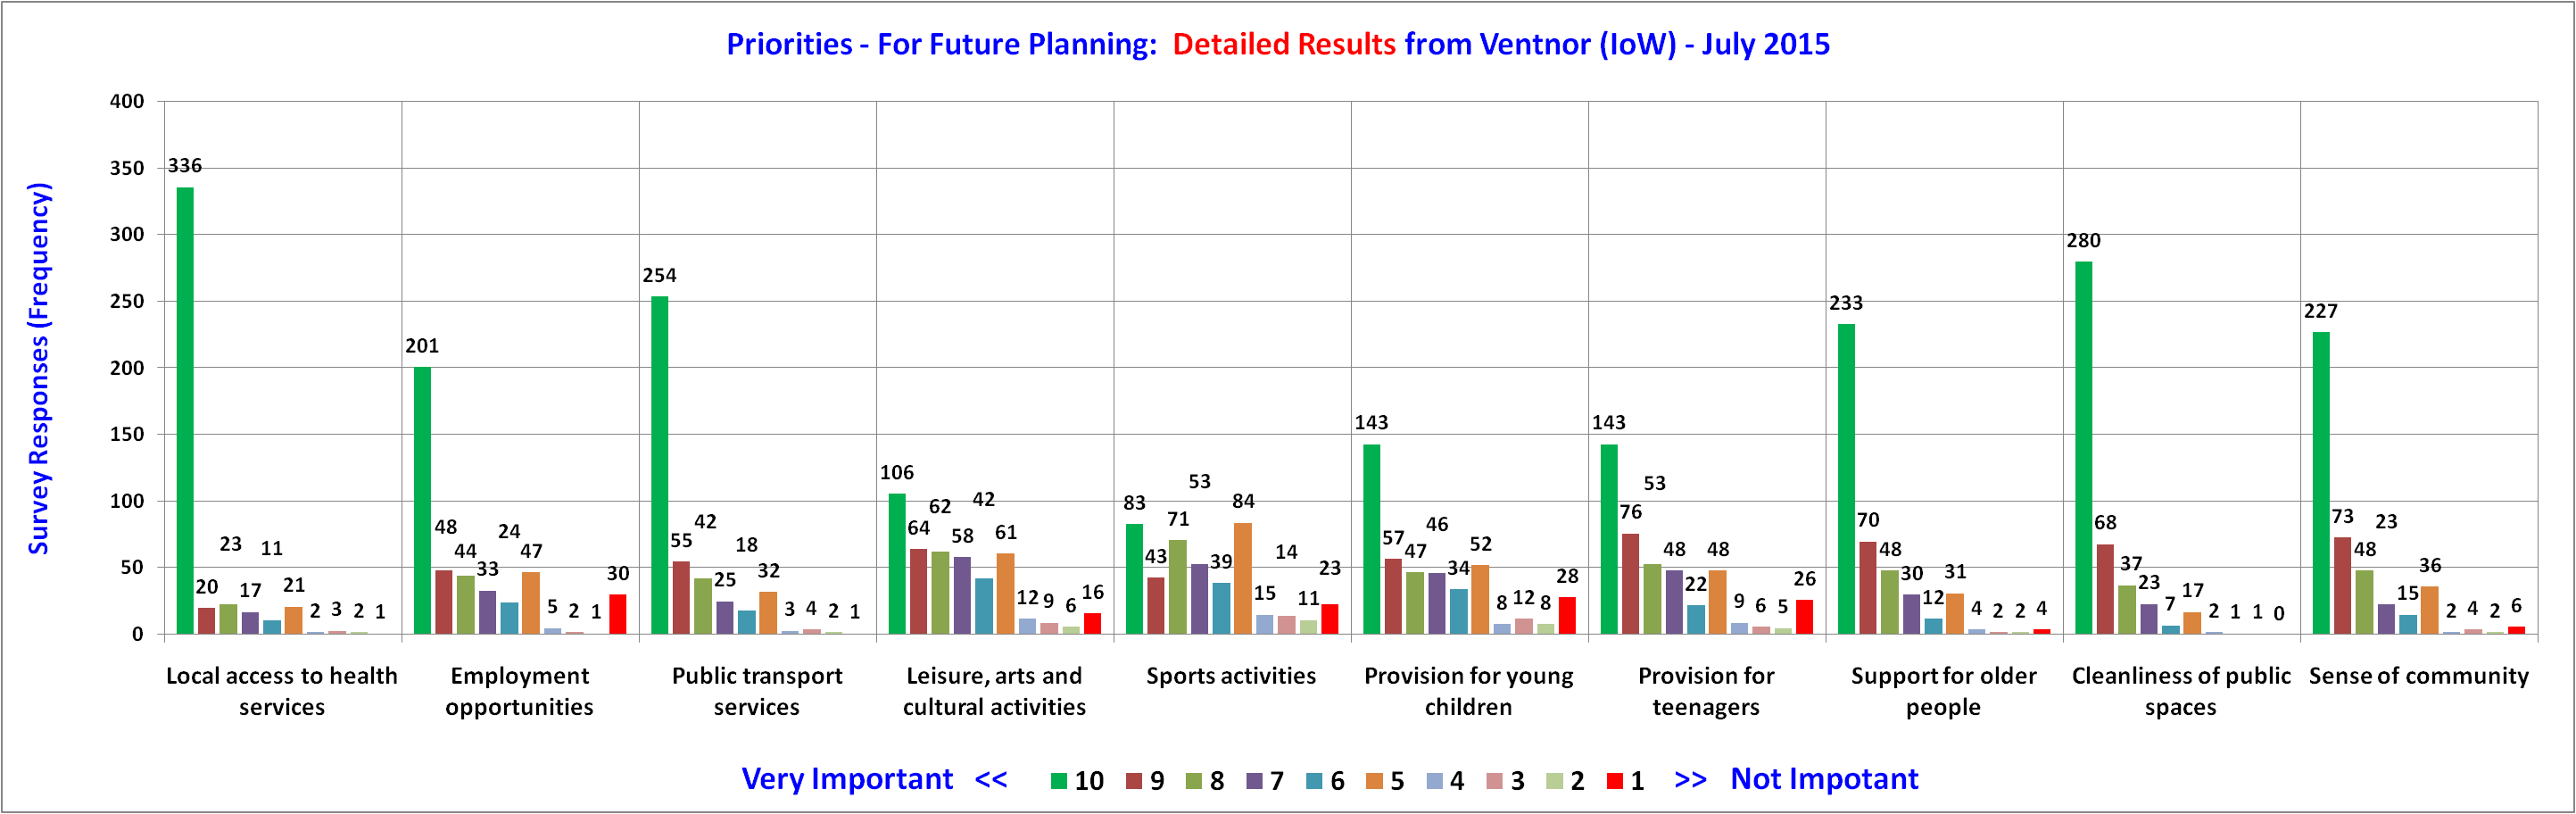 Priorities - For Future Planning:  Detailed Results from Ventnor (IoW) - July 2015
Survey Responses (Frequency)
400
350
300
250
200
150
100
50
0
336 20 23 17 11 21 2 3 2 1
201 48 44 33 24 47 5 2 1 30
254 55 42 25 18 32 3 4 2 1
106 64 62 58 42 61 12 9 6 16
83 43 71 53 39 84 15 14 11 23
143 57 47 46 34 52 8 12 8 28
143 76 53 48 22 48 9 6 5 26
233 70 48 30 12 31 4 2 2 4
280 68 37 23 7 17 2 1 1 0
227 73 48 23 15 36 2 4 2 6
Local access to health
services
Employment
opportunities
Public transport
services
Leisure, arts and
cultural activities
Sports activities
Provision for young
children
Provision for
teenagers
Support for older
people
Cleanliness of public
spaces
Sense of community
Very Important << 10 9 8 7 6 5 4 3 2 1 >> Not Impotant